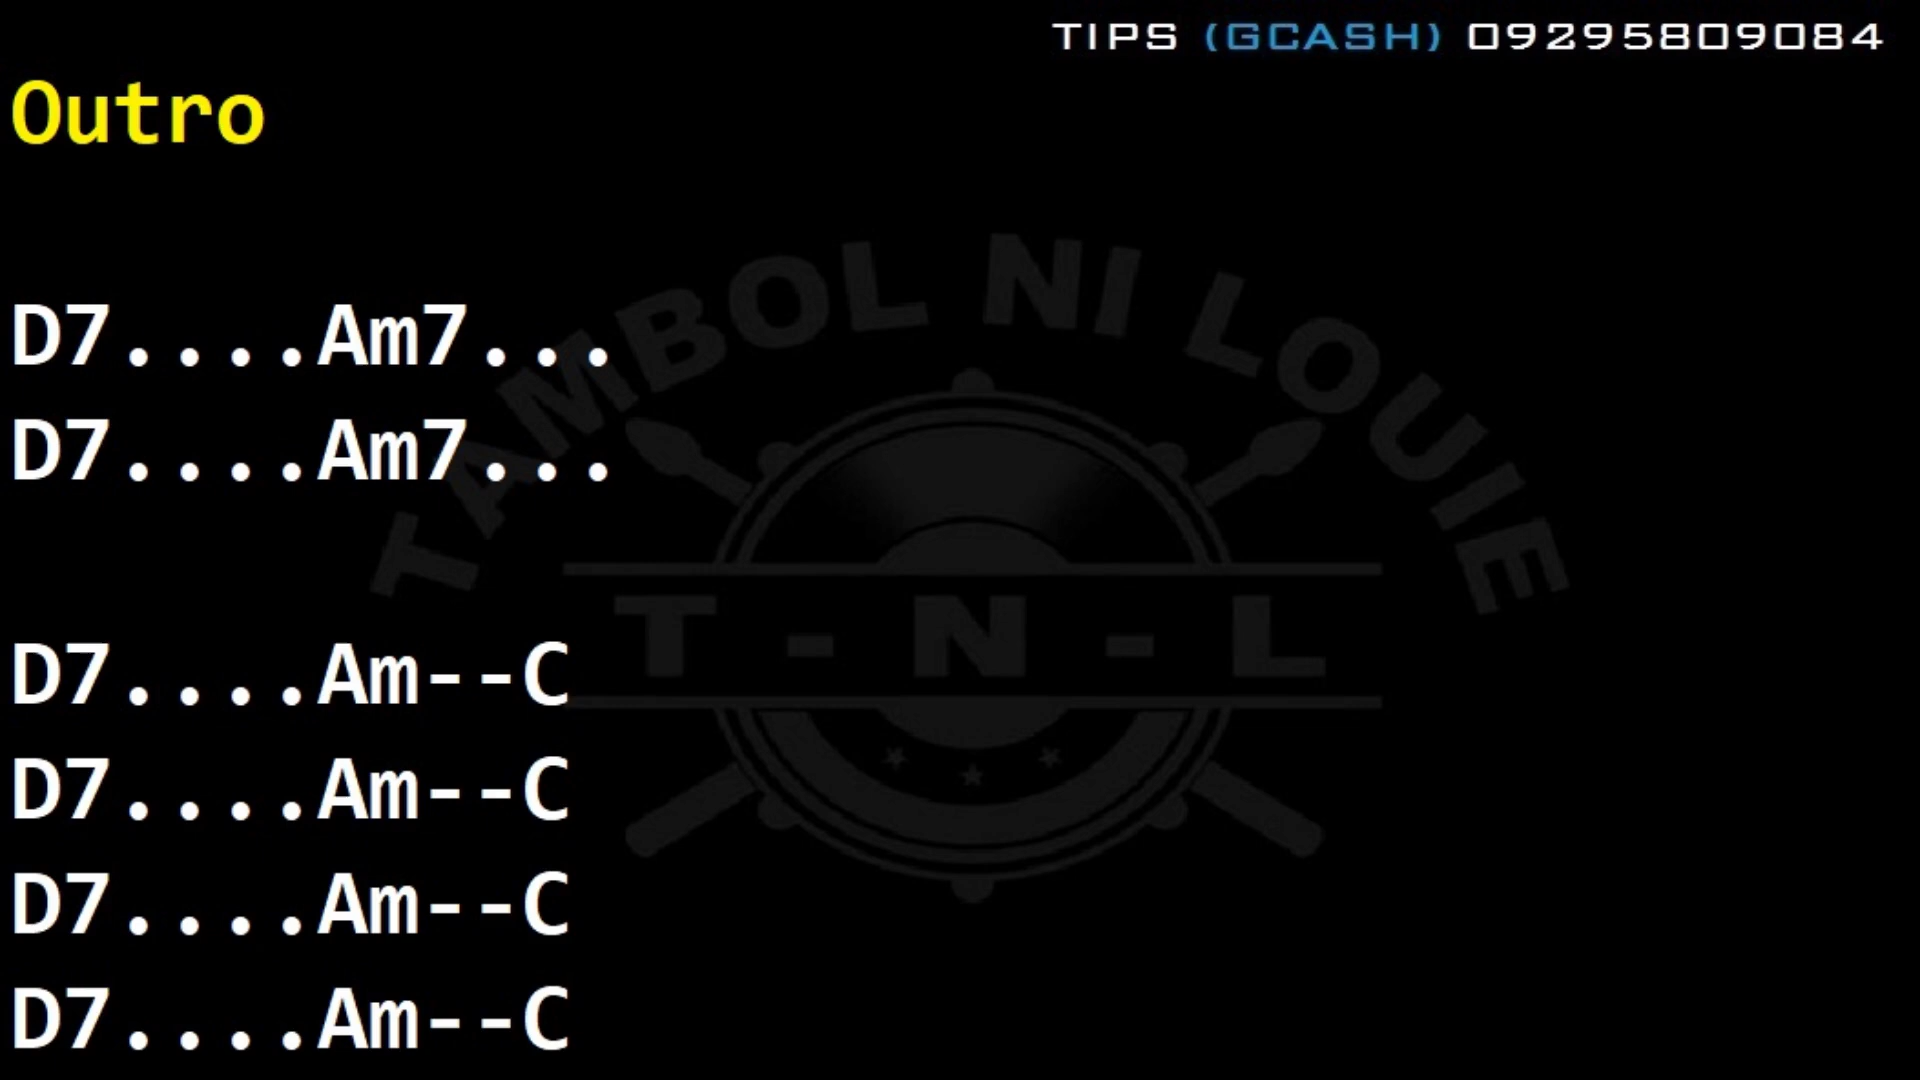 TIPS (GCASH) 09295809084
Outro
D7....Am7...
D7....Am7...
D7....Am--C
D7....Am--C
D7....Am--C
D7....Am--C
TAMBOL NI LOUIE
T-N-L